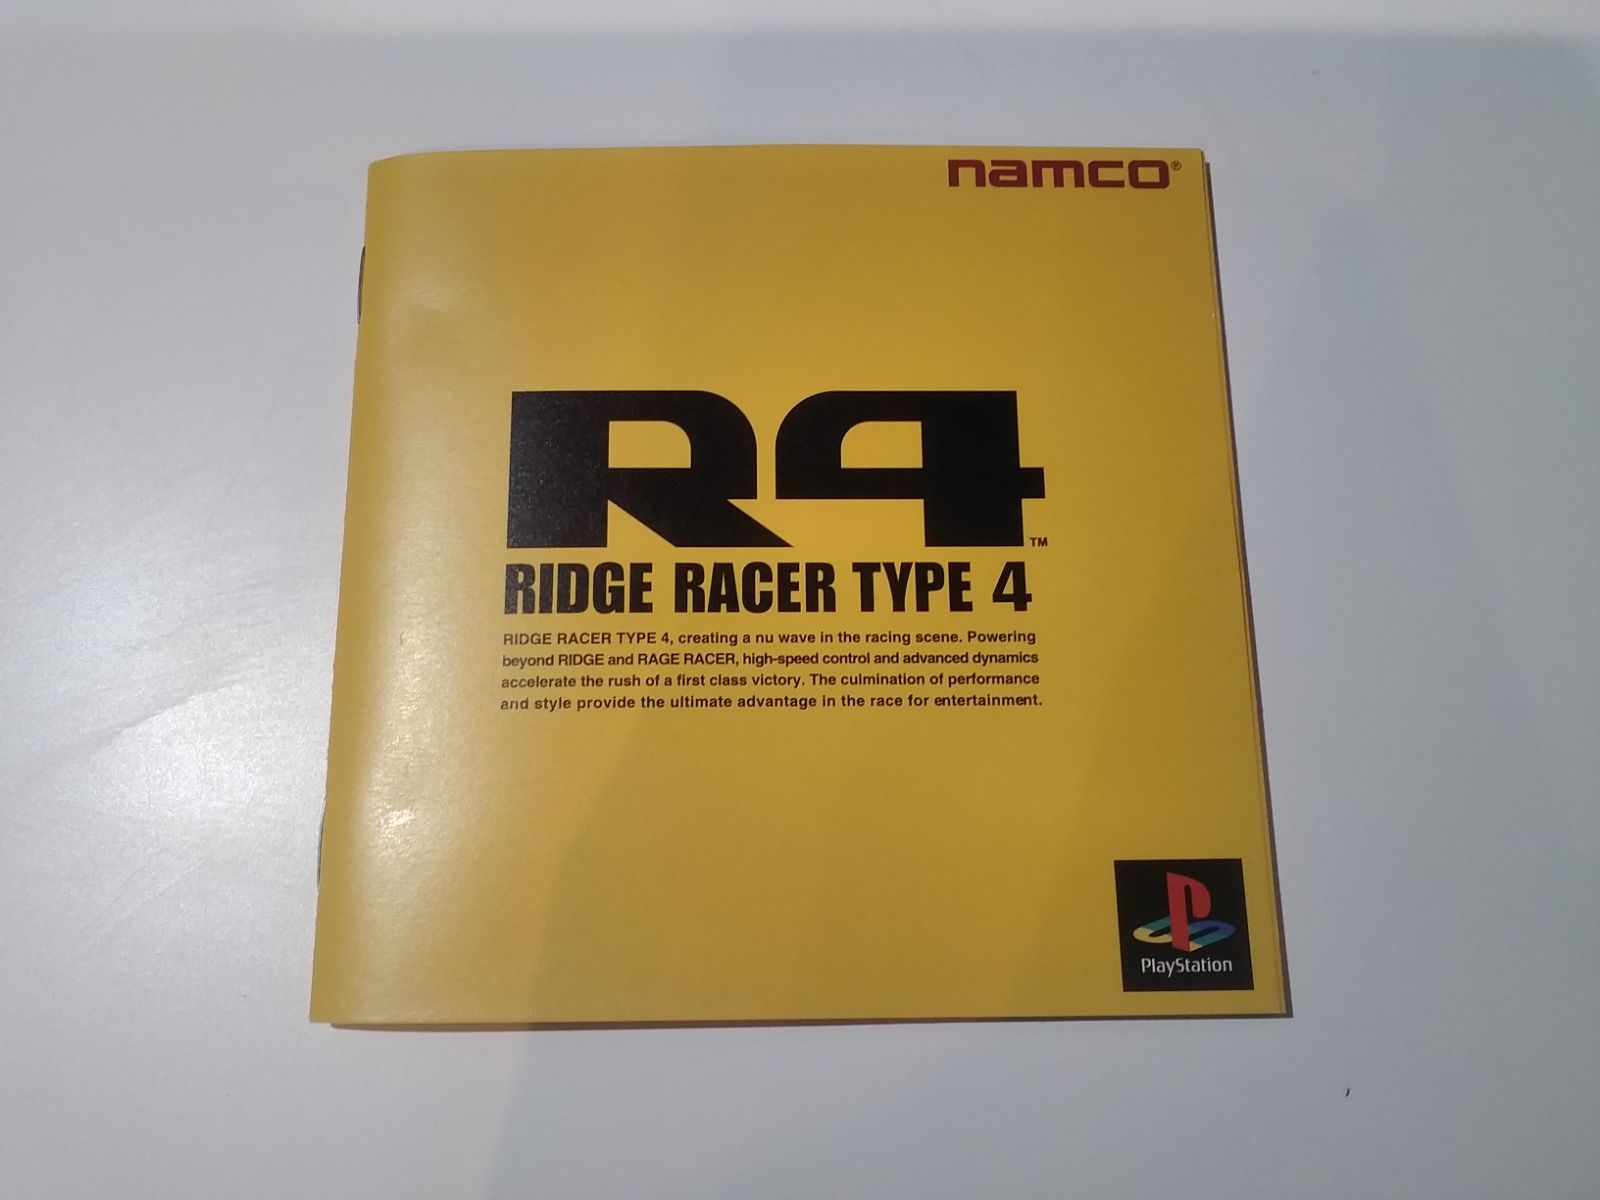 namco®
R4™
RIDGE RACER TYPE 4
RIDGE RACER TYPE 4, creating a nu wave in the racing scene. Powering
beyond RIDGE and RAGE RACER, high-speed control and advanced dynamics
accelerate the rush of a first class victory. The culmination of performance
and style provide the ultimate advantage in the race for entertainment.
PlayStation